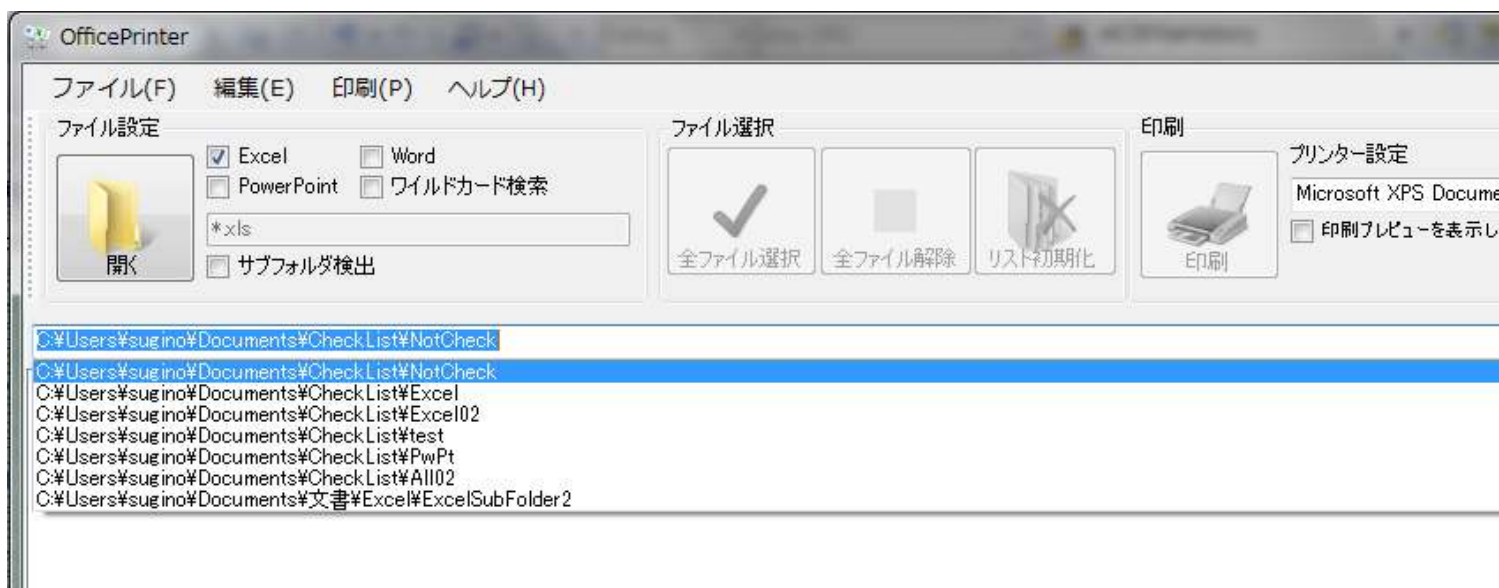 OfficePrinter
ファイル(F) 編集(E) 印刷(P) ヘルプ(H)
ファイル設定
開く
Excel
Word
PowerPoint
ワイルドカード検索
*.xls
サブフォルダ検出
ファイル選択
全ファイル選択
全ファイル解除
リスト初期化
印刷
印刷
プリンター設定
Microsoft XPS Docume
印刷プレビューを表示し
C:¥Users¥sugino¥Documents¥CheckList¥NotCheck
C:¥Users¥sugino¥Documents¥CheckList¥NotCheck
C:¥Users¥sugino¥Documents¥CheckList¥Excel
C:¥Users¥sugino¥Documents¥CheckList¥Excel02
C:¥Users¥sugino¥Documents¥CheckList¥test
C:¥Users¥sugino¥Documents¥CheckList¥PwPt
C:¥Users¥sugino¥Documents¥CheckList¥All02
C:¥Users¥sugino¥Documents¥文書¥Excel¥ExcelSubFolder2